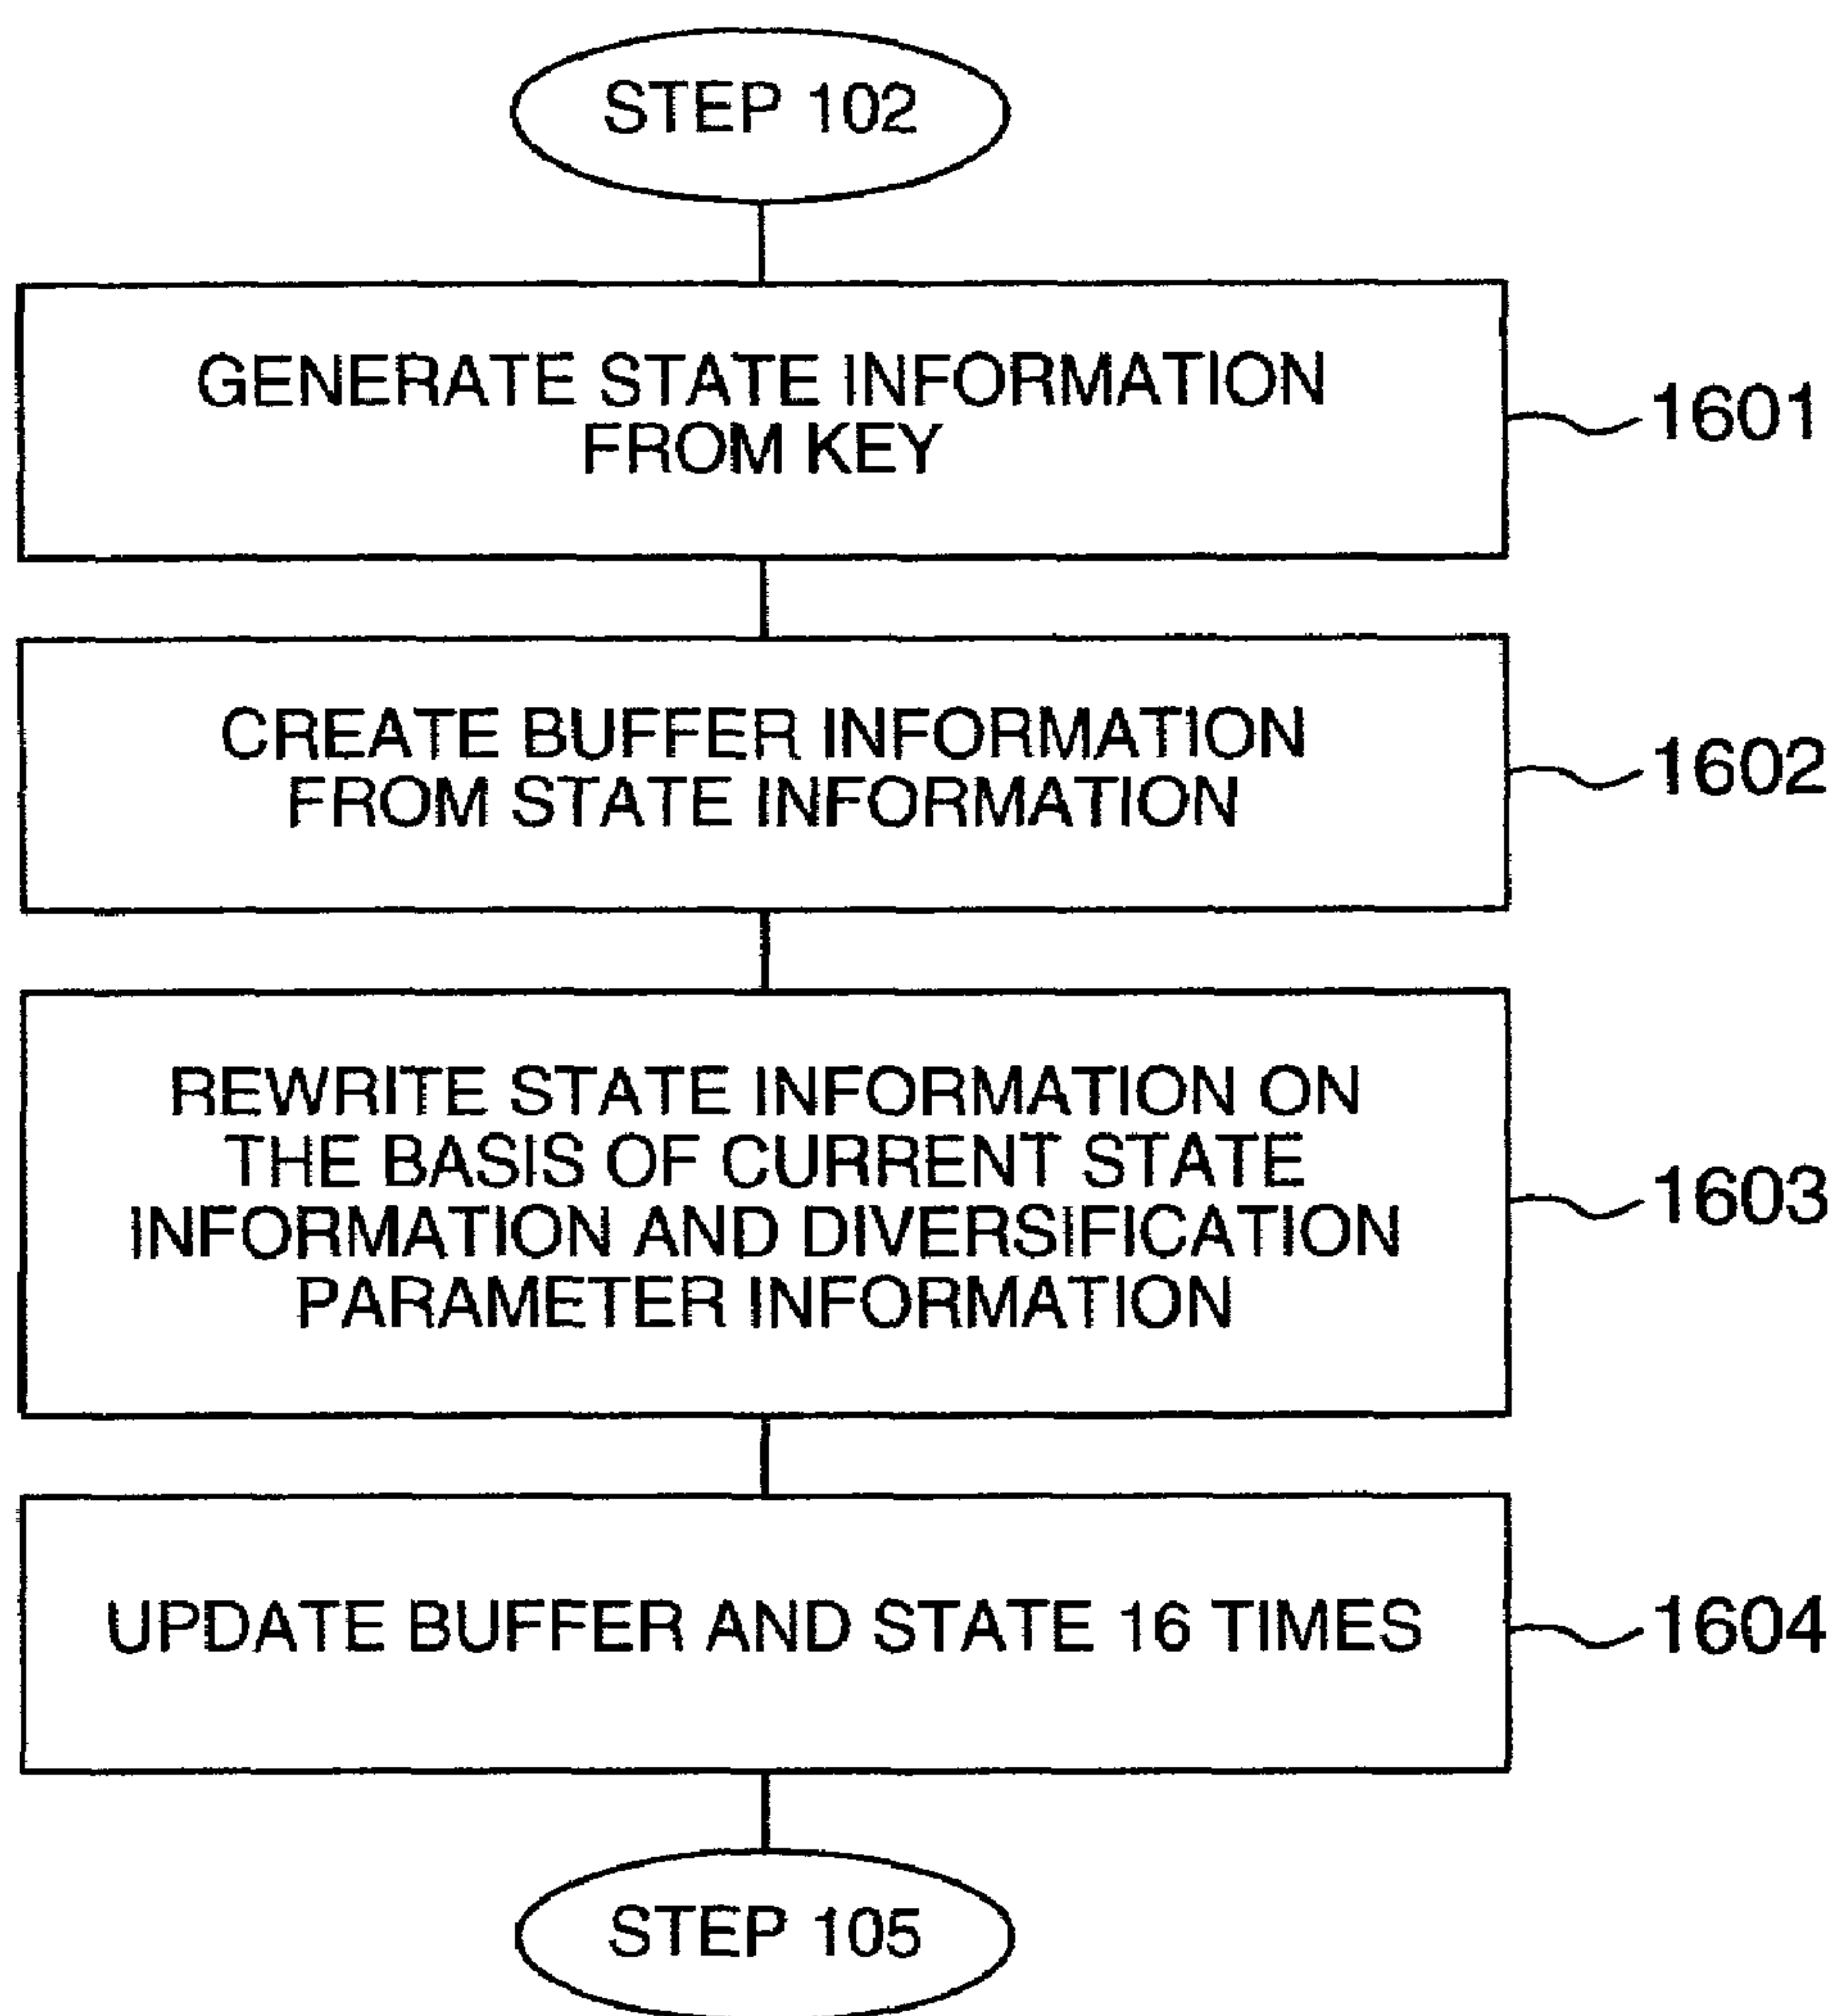 STEP 102
GENERATE STATE INFORMATION
FROM KEY
1601
CREATE BUFFER INFORMATION
FROM STATE INFORMATION
1602
REWRITE STATE INFORMATION ON
THE BASIS OF CURRENT STATE
INFORMATION AND DIVERSIFICATION
PARAMETER INFORMATION
1603
UPDATE BUFFER AND STATE 16 TIMES
1604
STEP 105